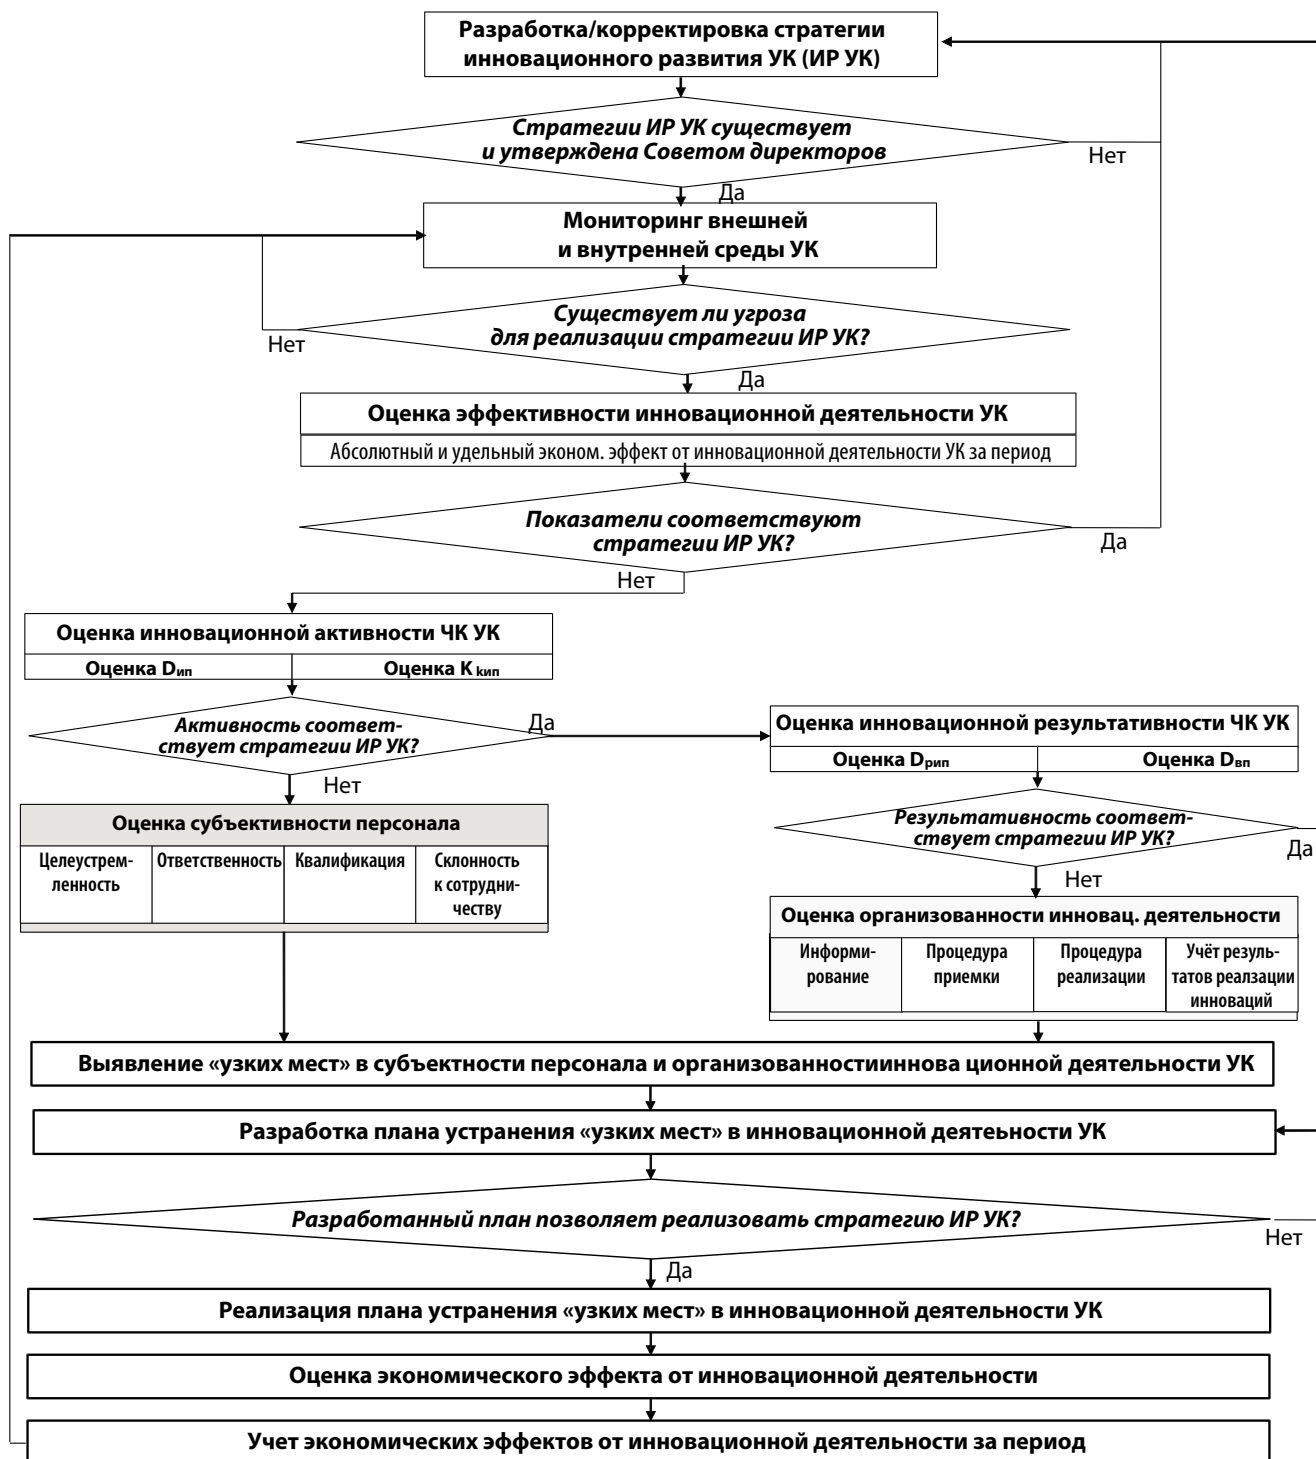 Разработка/корректировка стратегии
инновационного развития УК (ИР УК)
Стратегии ИР УК существует
и утверждена Советом директоров
Нет
Да
Мониторинг внешней
и внутренней среды УК
Существует ли угроза
для реализации стратегии ИР УК?
Нет
Да
Оценка эффективности инновационной деятельности УК
Абсолютный и удельный эконом. эффект от инновационной деятельности УК за период
Показатели соответствуют
стратегии ИР УК?
Да
Нет
Оценка инновационной активности ЧК УК
Оценка Dип
Оценка K kип
Активность соответ-
ствует стратегии ИР УК?
Да
Нет
Оценка инновационной результативности ЧК УК
Оценка Dрип
Оценка Dвп
Результативность соответ-
ствует стратегии ИР УК?
Да
Нет
Оценка субъективности персонала
Целеустрем-
ленность
Ответственность
Квалификация
Склонность
к сотрудни-
честву
Оценка организованности инновац. деятельности
Информи-
рование
Процедура
приемки
Процедура
реализации
Учёт резуль-
татов реалзации
инноваций
Выявление «узких мест» в субъектности персонала и организованностииннова ционной деятельности УК
Разработка плана устранения «узких мест» в инновационной деятеьности УК
Разработанный план позволяет реализовать стратегию ИР УК?
Нет
Да
Реализация плана устранения «узких мест» в инновационной деятельности УК
Оценка экономического эффекта от инновационной деятельности
Учет экономических эффектов от инновационной деятельности за период